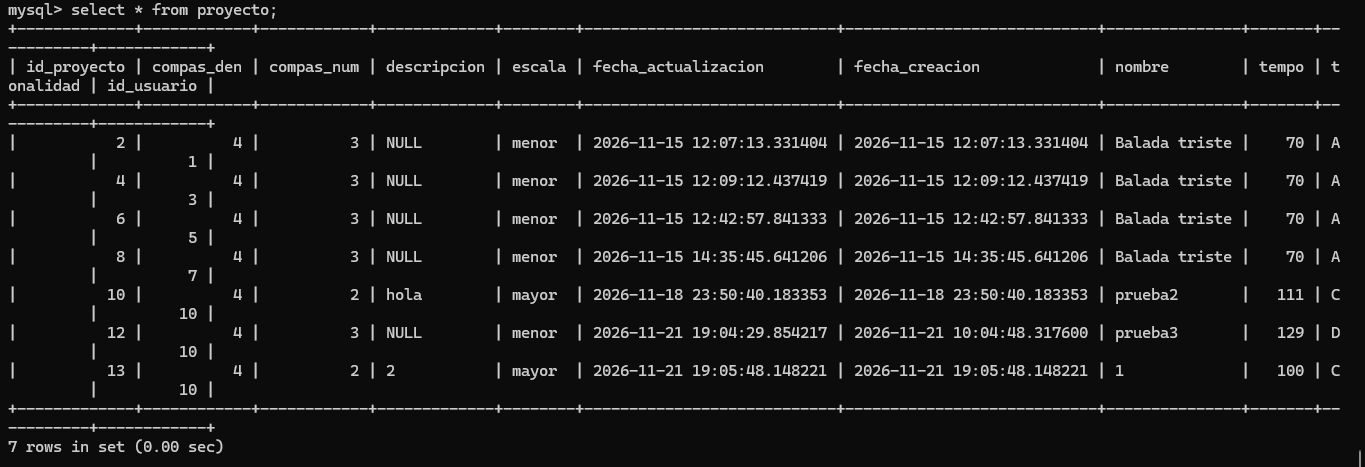 mysql> select * from proyecto;
+-------------+------------+------------+-------------+--------+----------------------------+----------------------------+---------------+-------+--
---------+------------+
| id_proyecto | compas_den | compas_num | descripcion | escala | fecha_actualizacion        | fecha_creacion             | nombre        | tempo | t
onalidad | id_usuario |
+-------------+------------+------------+-------------+--------+----------------------------+----------------------------+---------------+-------+--
---------+------------+
|           2 |          4 |          3 | NULL        | menor  | 2026-11-15 12:07:13.331404 | 2026-11-15 12:07:13.331404 | Balada triste |    70 | A
         |          1 |
|           4 |          4 |          3 | NULL        | menor  | 2026-11-15 12:09:12.437419 | 2026-11-15 12:09:12.437419 | Balada triste |    70 | A
         |          3 |
|           6 |          4 |          3 | NULL        | menor  | 2026-11-15 12:42:57.841333 | 2026-11-15 12:42:57.841333 | Balada triste |    70 | A
         |          5 |
|           8 |          4 |          3 | NULL        | menor  | 2026-11-15 14:35:45.641206 | 2026-11-15 14:35:45.641206 | Balada triste |    70 | A
         |          7 |
|          10 |          4 |          2 | hola        | mayor  | 2026-11-18 23:50:40.183353 | 2026-11-18 23:50:40.183353 | prueba2       |   111 | C
         |         10 |
|          12 |          4 |          3 | NULL        | menor  | 2026-11-21 19:04:29.854217 | 2026-11-21 10:04:48.317600 | prueba3       |   129 | D
         |         10 |
|          13 |          4 |          2 | 2           | mayor  | 2026-11-21 19:05:48.148221 | 2026-11-21 19:05:48.148221 | 1             |   100 | C
         |         10 |
+-------------+------------+------------+-------------+--------+----------------------------+----------------------------+---------------+-------+--
---------+------------+
7 rows in set (0.00 sec)